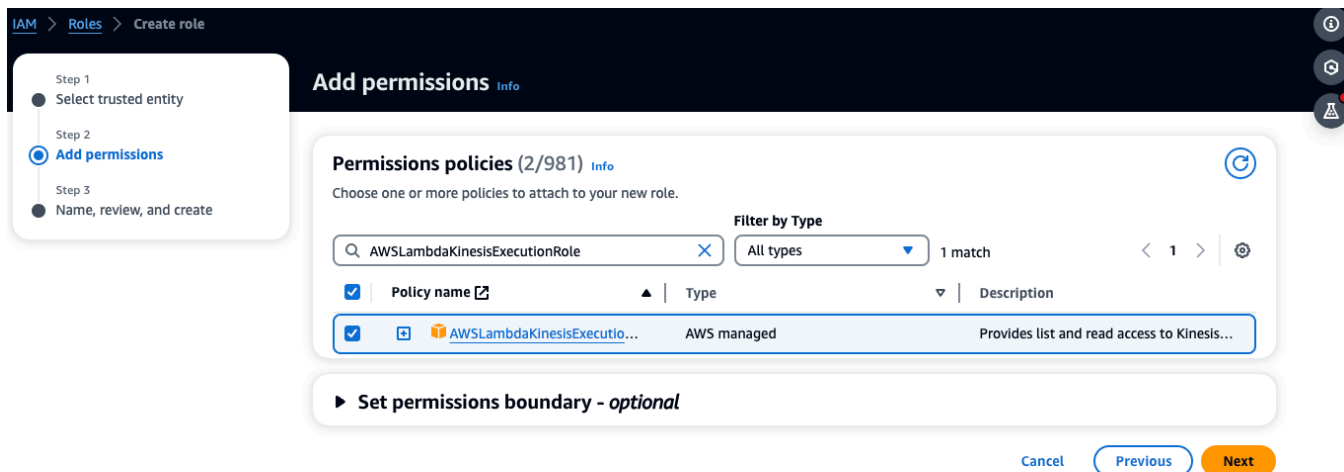 IAM > Roles > Create role
Step 1
Select trusted entity
Step 2
Add permissions
Step 3
Name, review, and create
Add permissions Info
Permissions policies (2/981) Info
Choose one or more policies to attach to your new role.
Filter by Type
AWSLambdaKinesisExecutionRole
All types
1 match
1
Policy name
Type
Description
AWSLambdaKinesisExecutio...
AWS managed
Provides list and read access to Kinesis...
Set permissions boundary - optional
Cancel
Previous
Next